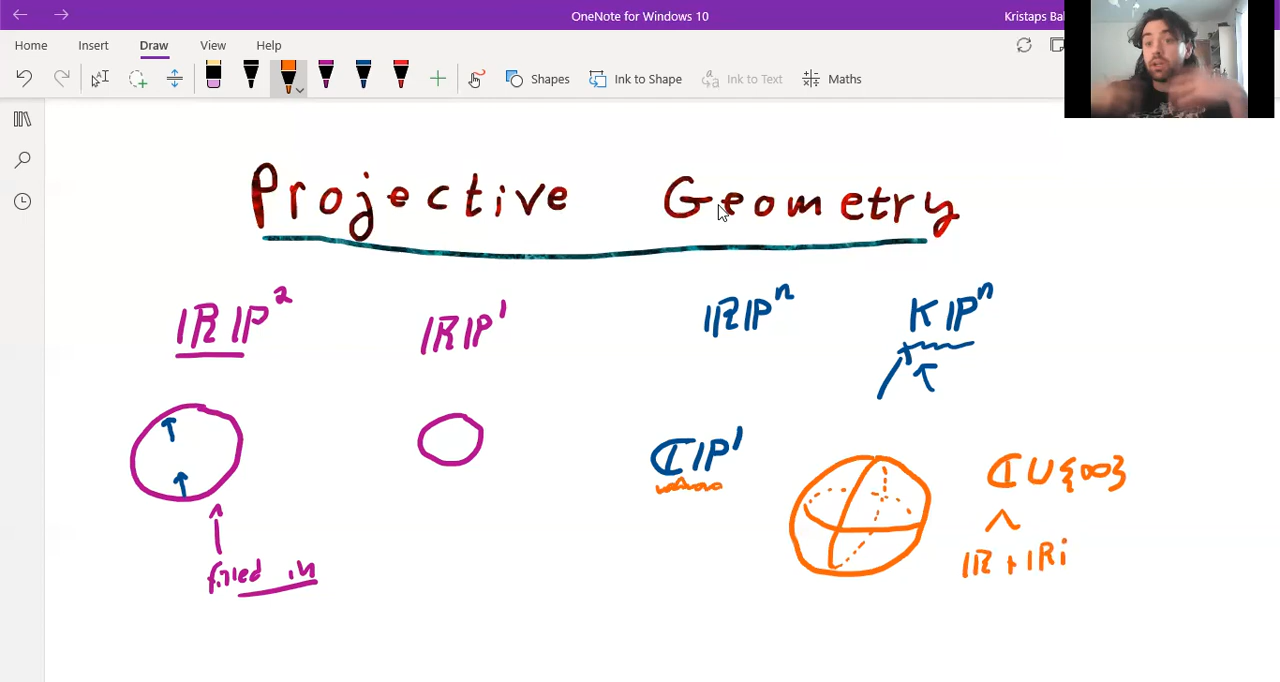 OneNote for Windows 10
Kristaps Bal
Home Insert Draw View Help
Shapes Ink to Shape Ink to Text Maths
Projective Geometry
ℝℙ² ℝℙ¹ ℝℙⁿ Kℙⁿ
ℂℙ¹ ℂ∪{∞}
ℝ+ℝi
filled in